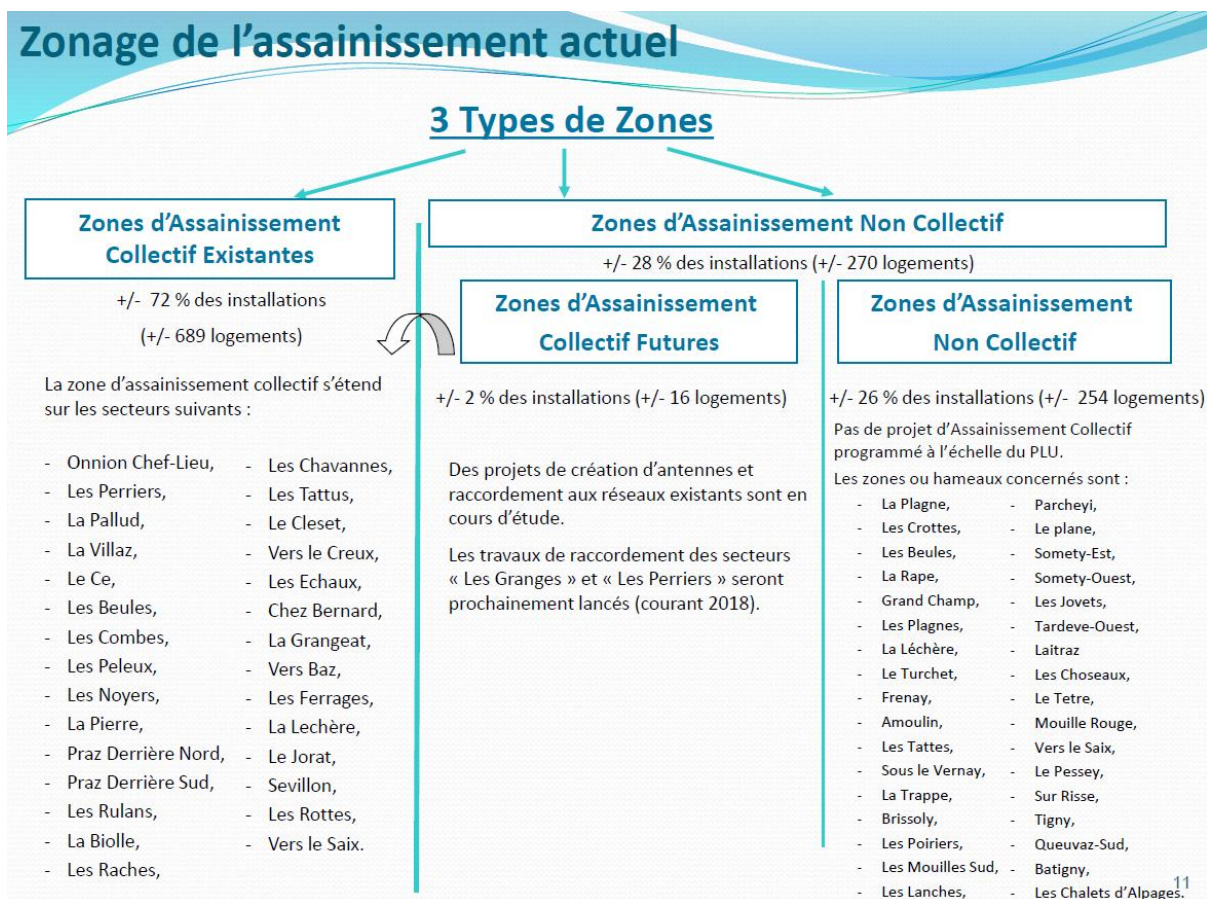 Zonage de l'assainissement actuel
3 Types de Zones
Zones d'Assainissement
Collectif Existantes
+/- 72 % des installations
(+/- 689 logements)
La zone d'assainissement collectif s'étend
sur les secteurs suivants :
- Onnion Chef-Lieu,
- Les Perriers,
- La Pallud,
- La Villaz,
- Le Ce,
- Les Beules,
- Les Combes,
- Les Peleux,
- Les Noyers,
- La Pierre,
- Praz Derrière Nord,
- Praz Derrière Sud,
- Les Rulans,
- La Biolle,
- Les Raches,
- Les Chavannes,
- Les Tattus,
- Le Cleset,
- Vers le Creux,
- Les Echaux,
- Chez Bernard,
- La Grangeat,
- Vers Baz,
- Les Ferrages,
- La Lechère,
- Le Jorat,
- Sevillon,
- Les Rottes,
- Vers le Saix.
Zones d'Assainissement Non Collectif
+/- 28 % des installations (+/- 270 logements)
Zones d'Assainissement
Collectif Futures
+/- 2 % des installations (+/- 16 logements)
Des projets de création d'antennes et
raccordement aux réseaux existants sont en
cours d'étude.
Les travaux de raccordement des secteurs
« Les Granges » et « Les Perriers » seront
prochainement lancés (courant 2018).
Zones d'Assainissement
Non Collectif
+/- 26 % des installations (+/- 254 logements)
Pas de projet d'Assainissement Collectif
programmé à l'échelle du PLU.
Les zones ou hameaux concernés sont :
- La Plagne,
- Les Crottes,
- Les Beules,
- La Rape,
- Grand Champ,
- Les Plagnes,
- La Léchère,
- Le Turchet,
- Frenay,
- Amoulin,
- Les Tattes,
- Sous le Vernay,
- La Trappe,
- Brissoly,
- Les Poiriers,
- Les Mouilles Sud,
- Les Lanches,
- Parcheyi,
- Le plane,
- Somety-Est,
- Somety-Ouest,
- Les Jovets,
- Tardeve-Ouest,
- Laitraz
- Les Choseaux,
- Le Tetre,
- Mouille Rouge,
- Vers le Saix,
- Le Pessey,
- Sur Risse,
- Tigny,
- Queuvaz-Sud,
- Batigny,
- Les Chalets d'Alpages.
11